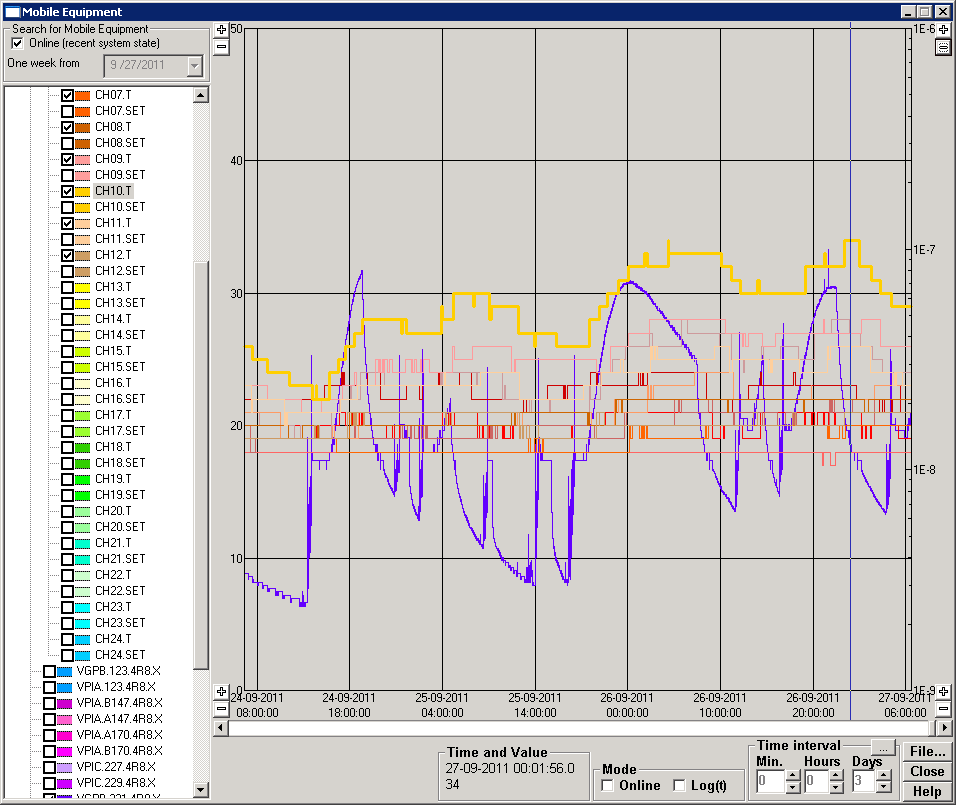 Mobile Equipment
Search for Mobile Equipment
Online (recent system state)
One week from
9 /27/2011
CH07.T
CH07.SET
CH08.T
CH08.SET
CH09.T
CH09.SET
CH10.T
CH10.SET
CH11.T
CH11.SET
CH12.T
CH12.SET
CH13.T
CH13.SET
CH14.T
CH14.SET
CH15.T
CH15.SET
CH16.T
CH16.SET
CH17.T
CH17.SET
CH18.T
CH18.SET
CH19.T
CH19.SET
CH20.T
CH20.SET
CH21.T
CH21.SET
CH22.T
CH22.SET
CH23.T
CH23.SET
CH24.T
CH24.SET
VGPB.123.4R8.X
VPIA.123.4R8.X
VPIA.B147.4R8.X
VPIA.A147.4R8.X
VPIA.A170.4R8.X
VPIA.B170.4R8.X
VPIC.227.4R8.X
VPIC.229.4R8.X
VGPB.231.4R8.X
50
40
30
20
10
0
1E-6
1E-7
1E-8
1E-9
24-09-2011 24-09-2011 25-09-2011 25-09-2011 26-09-2011 26-09-2011 26-09-2011 27-09-2011
08:00:00 18:00:00 04:00:00 14:00:00 00:00:00 10:00:00 20:00:00 06:00:00
Time and Value
27-09-2011 00:01:56.0
34
Mode
Online
Log(t)
Time interval
...
Min. Hours Days
0 0 3
File...
Close
Help